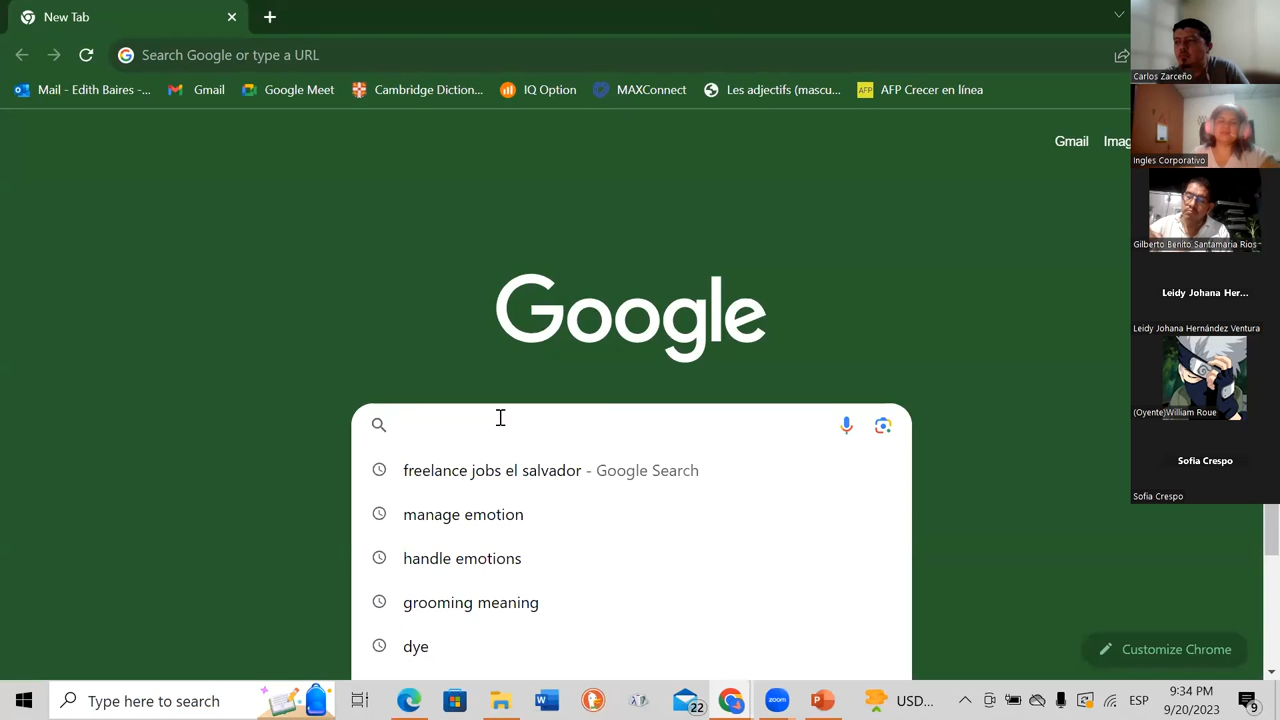 New Tab
Search Google or type a URL
Mail - Edith Baires -... Gmail Google Meet Cambridge Diction... IQ Option MAXConnect Les adjectifs (mascu... AFP AFP Crecer en línea
Gmail Imag
Google
freelance jobs el salvador - Google Search
manage emotion
handle emotions
grooming meaning
dye
Customize Chrome
Carlos Zarceño
Ingles Corporativo
Gilberto Benito Santamaria Rios
Leidy Johana Her...
Leidy Johana Hernández Ventura
(Oyente)William Roue
Sofia Crespo
Sofia Crespo
Type here to search
22
USD...
ESP
9:34 PM
9/20/2023
9